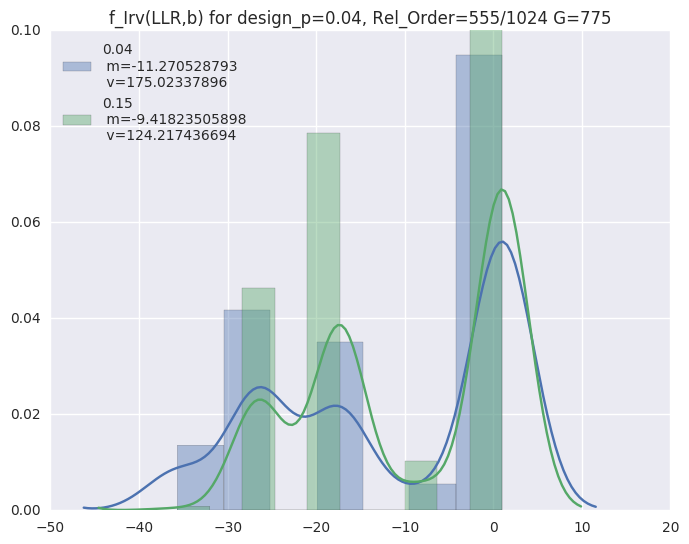 f_Irv(LLR,b) for design_p=0.04, Rel_Order=555/1024 G=775
0.04
m=-11.270528793
v=175.02337896
0.15
m=-9.41823505898
v=124.217436694
0.10
0.08
0.06
0.04
0.02
0.00
−50 −40 −30 −20 −10 0 10 20